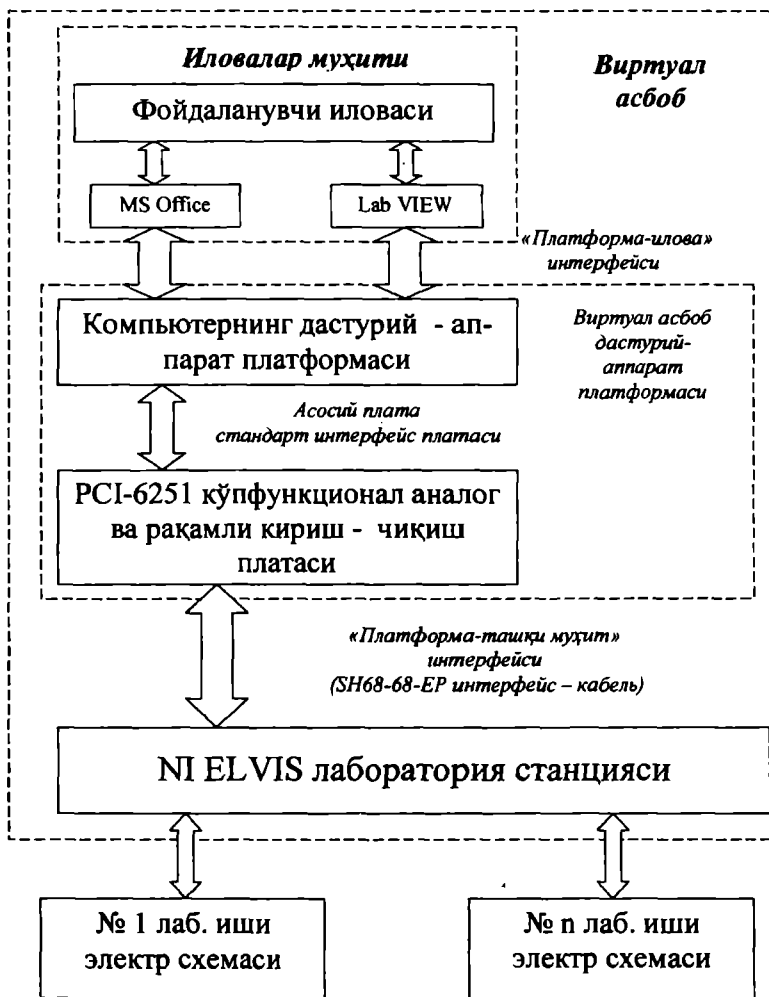 Иловалар муҳити
Виртуал
асбоб
Фойдаланувчи иловаси
MS Office
Lab VIEW
«Платформа-илова»
интерфейси
Компьютернинг дастурий - ап-
парат платформаси
Виртуал асбоб
дастурий-
аппарат
платформаси
Асосий плата
стандарт интерфейс платаси
PCI-6251 кўпфункционал аналог
ва рақамли кириш - чиқиш
платаси
«Платформа-ташқи муҳит»
интерфейси
(SH68-68-EP интерфейс – кабель)
NI ELVIS лаборатория станцияси
№ 1 лаб. иши
электр схемаси
№ n лаб. иши
электр схемаси